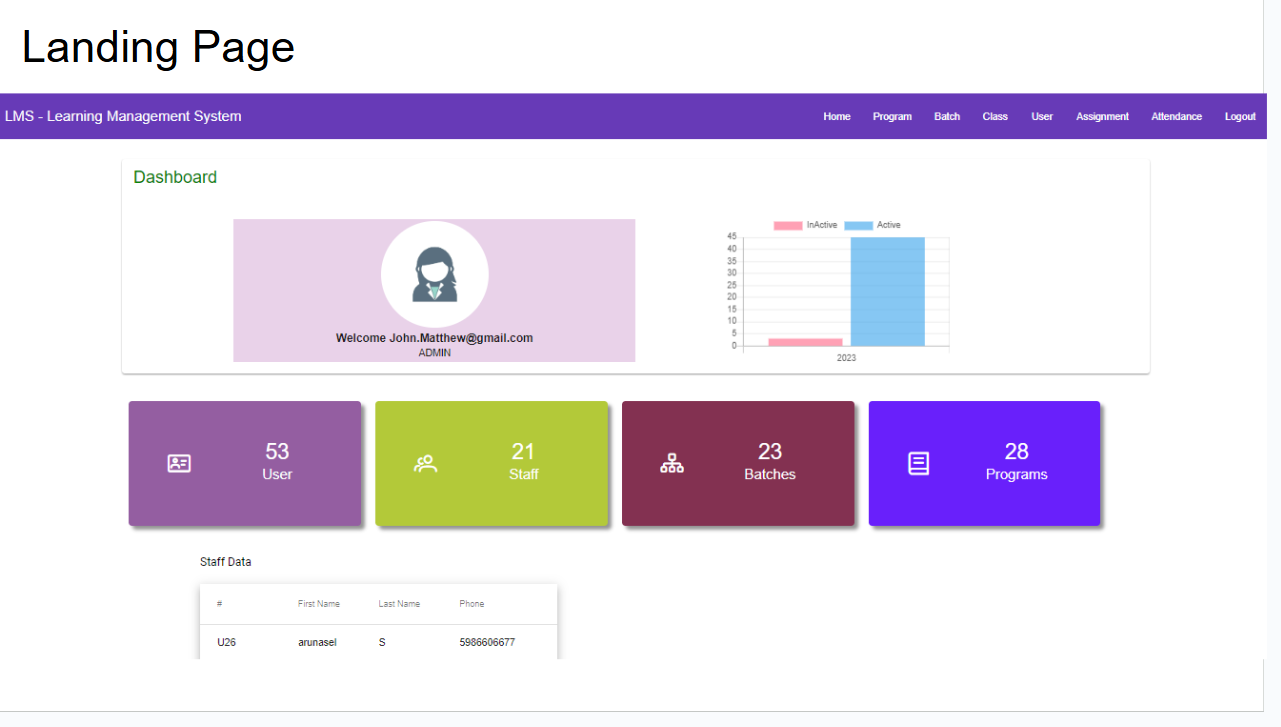 Landing Page
LMS - Learning Management System
Home Program Batch Class User Assignment Attendance Logout
Dashboard
Welcome John.Matthew@gmail.com
ADMIN
InActive Active
45
40
35
30
25
20
15
10
5
0
2023
53
User
21
Staff
23
Batches
28
Programs
Staff Data
# First Name Last Name Phone
U26 arunasel S 5986606677